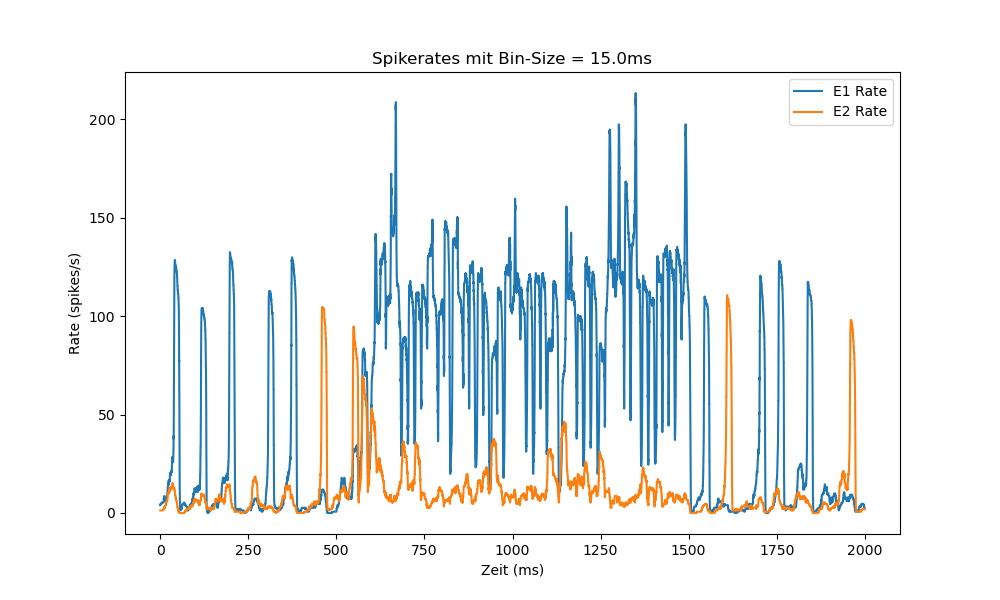 Spikerates mit Bin-Size = 15.0ms
E1 Rate
E2 Rate
200
150
100
50
0
Rate (spikes/s)
0 250 500 750 1000 1250 1500 1750 2000
Zeit (ms)